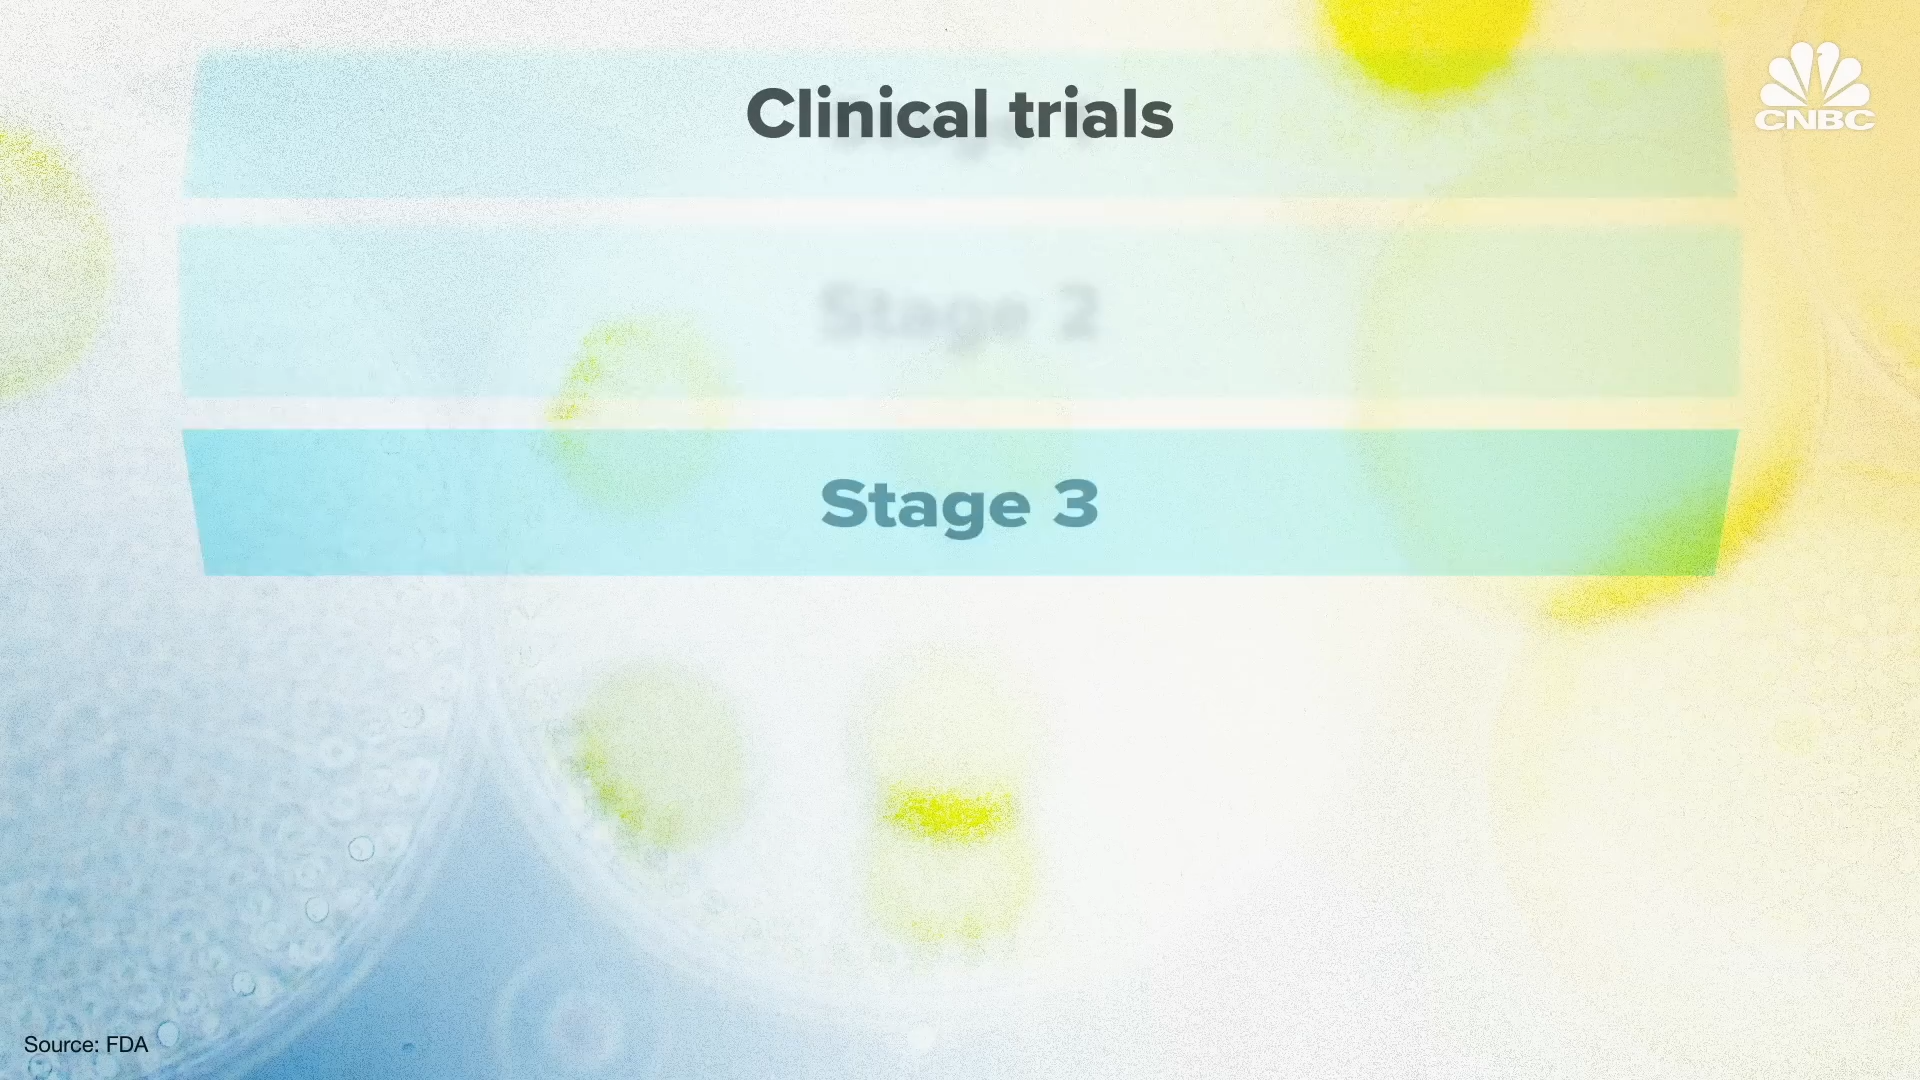 Clinical trials
CNBC
Stage 2
Stage 3
Source: FDA